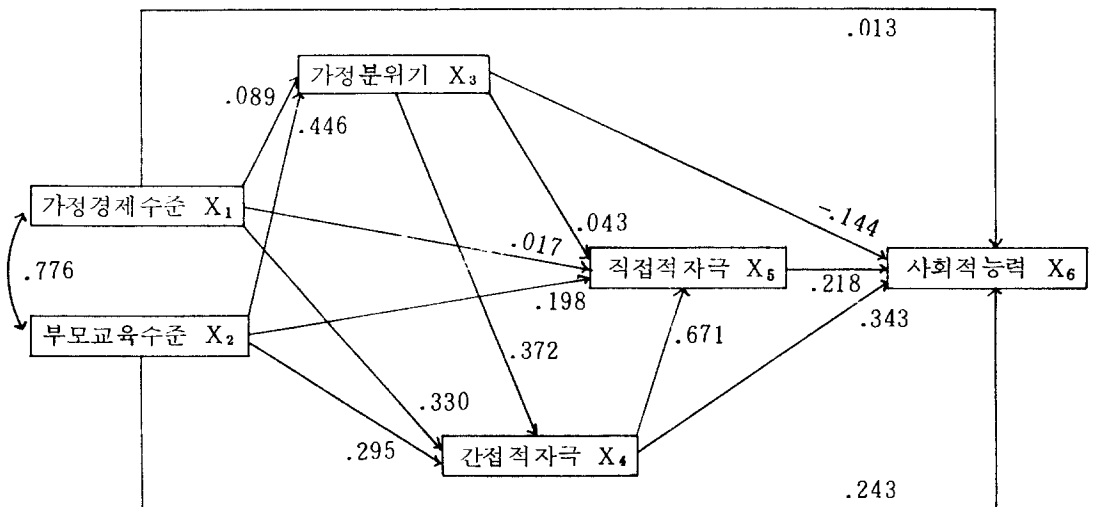 .013
가정분위기 X₃
.089
.446
가정경제수준 X₁
-.144
.043
.017
직접적자극 X₅
사회적능력 X₆
.776
.218
.198
부모교육수준 X₂
.343
.671
.372
.330
간접적자극 X₄
.295
.243